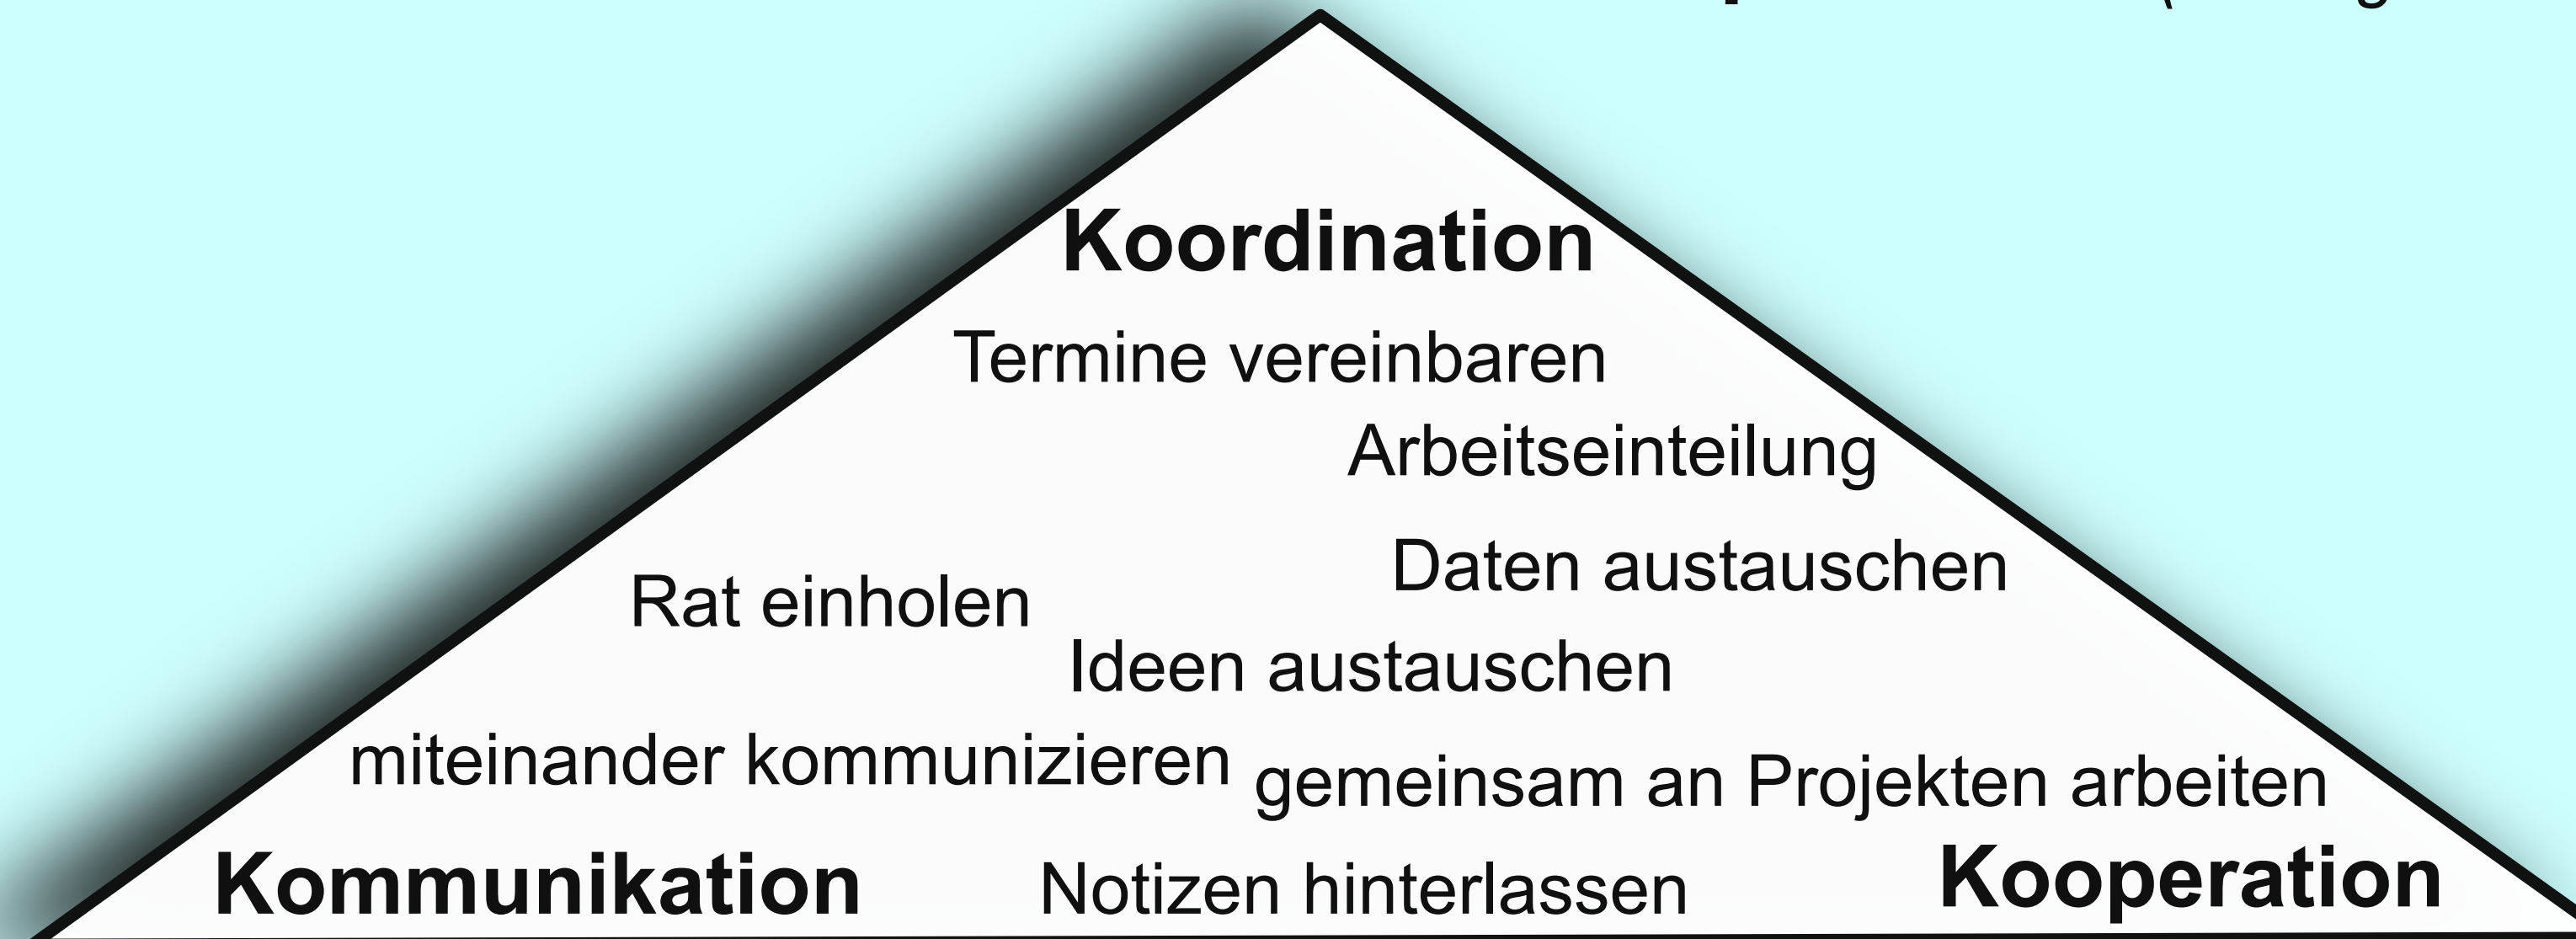 Koordination
Termine vereinbaren
Arbeitseinteilung
Daten austauschen
Rat einholen
Ideen austauschen
miteinander kommunizieren
gemeinsam an Projekten arbeiten
Kommunikation
Notizen hinterlassen
Kooperation